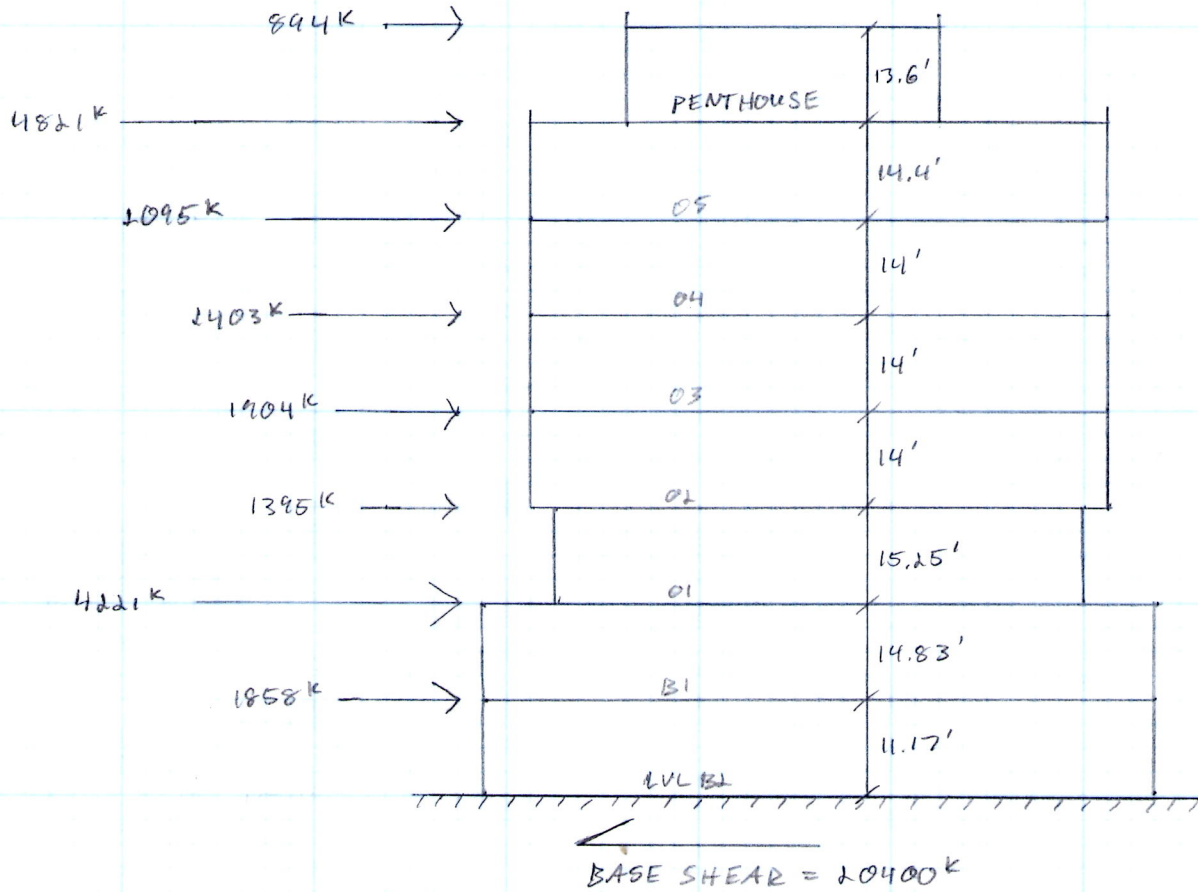 894ᴷ
13.6'
PENTHOUSE
4821ᴷ
14.4'
2095ᴷ
05
14'
04
2403ᴷ
14'
03
1904ᴷ
14'
02
1395ᴷ
15.25'
01
4221ᴷ
14.83'
B1
1858ᴷ
11.17'
LVL B2
BASE SHEAR = 20400ᴷ